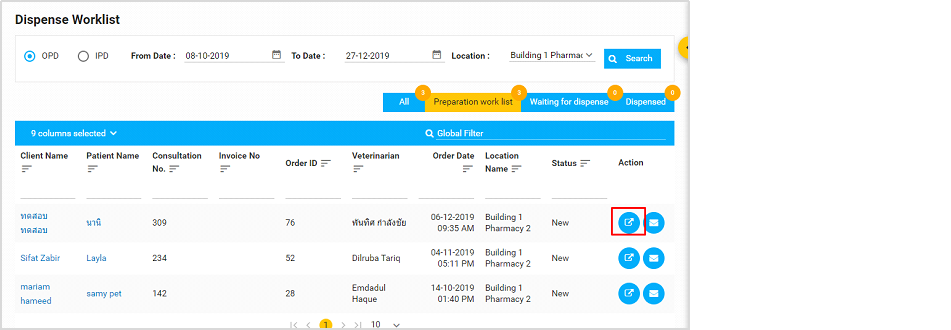 Dispense Worklist
OPD IPD From Date : 08-10-2019 To Date : 27-12-2019 Location : Building 1 Pharmac Search
All 3 Preparation work list 3 Waiting for dispense 0 Dispensed 0
9 columns selected Global Filter
Client Name Patient Name Consultation No. Invoice No Order ID Veterinarian Order Date Location Name Status Action
ทดสอบ ทดสอบ นานิ 309 76 พันทิศ กำลังชัย 06-12-2019 09:35 AM Building 1 Pharmacy 2 New
Sifat Zabir Layla 234 52 Dilruba Tariq 04-11-2019 05:11 PM Building 1 Pharmacy 2 New
mariam hameed samy pet 142 28 Emdadul Haque 14-10-2019 01:40 PM Building 1 Pharmacy 2 New
1 10